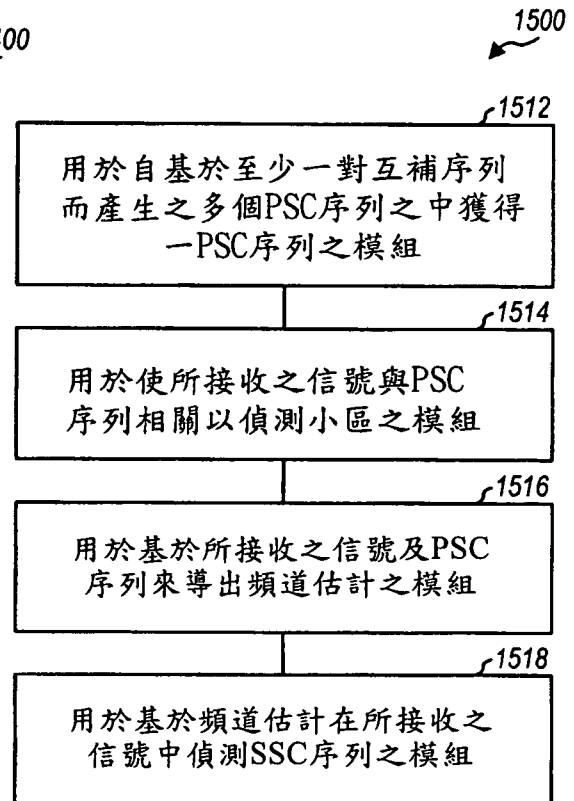 00
1500
1512
用於自基於至少一對互補序列
而產生之多個PSC序列之中獲得
一PSC序列之模組
1514
用於使所接收之信號與PSC
序列相關以偵測小區之模組
1516
用於基於所接收之信號及PSC
序列來導出頻道估計之模組
1518
用於基於頻道估計在所接收之
信號中偵測SSC序列之模組